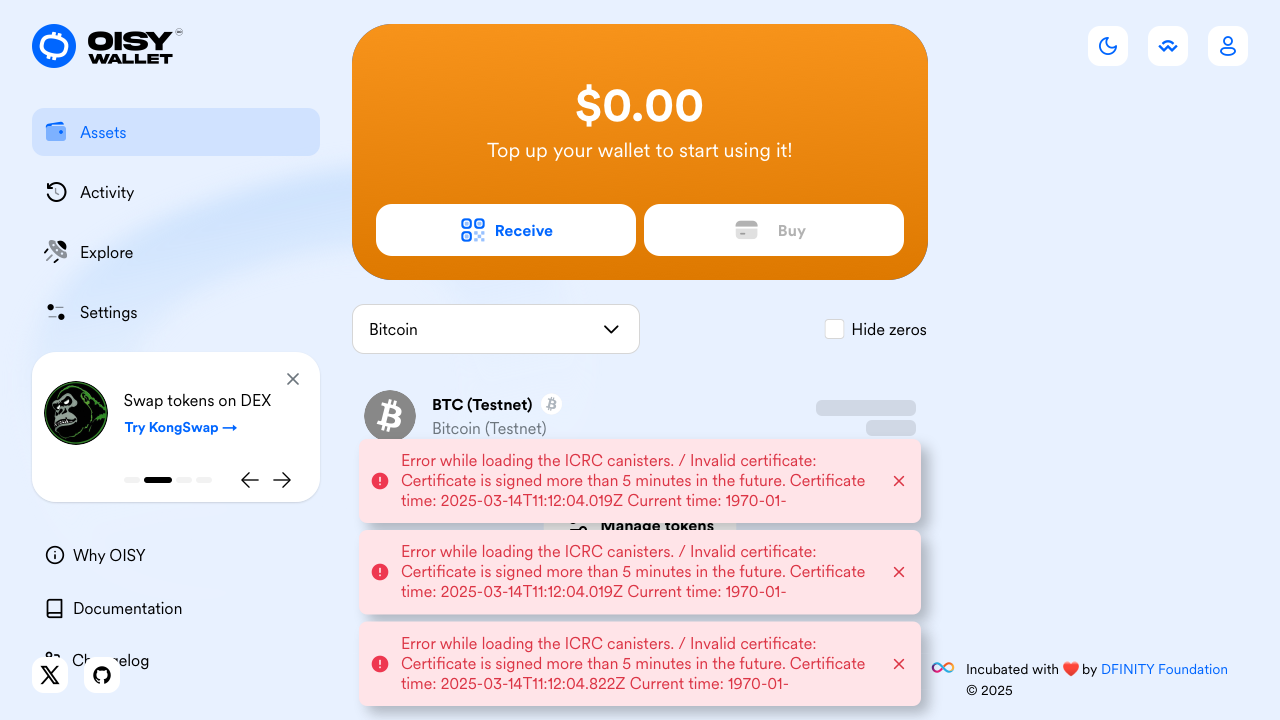 OISY
WALLET
Assets
Activity
Explore
Settings
Swap tokens on DEX
Try KongSwap →
Why OISY
Documentation
$0.00
Top up your wallet to start using it!
Receive
Buy
Bitcoin
Hide zeros
BTC (Testnet)
Bitcoin (Testnet)
Error while loading the ICRC canisters. / Invalid certificate:
Certificate is signed more than 5 minutes in the future. Certificate
time: 2025-03-14T11:12:04.019Z Current time: 1970-01-
Manage tokens
Error while loading the ICRC canisters. / Invalid certificate:
Certificate is signed more than 5 minutes in the future. Certificate
time: 2025-03-14T11:12:04.019Z Current time: 1970-01-
Error while loading the ICRC canisters. / Invalid certificate:
Certificate is signed more than 5 minutes in the future. Certificate
time: 2025-03-14T11:12:04.822Z Current time: 1970-01-
Incubated with ❤️ by DFINITY Foundation
© 2025